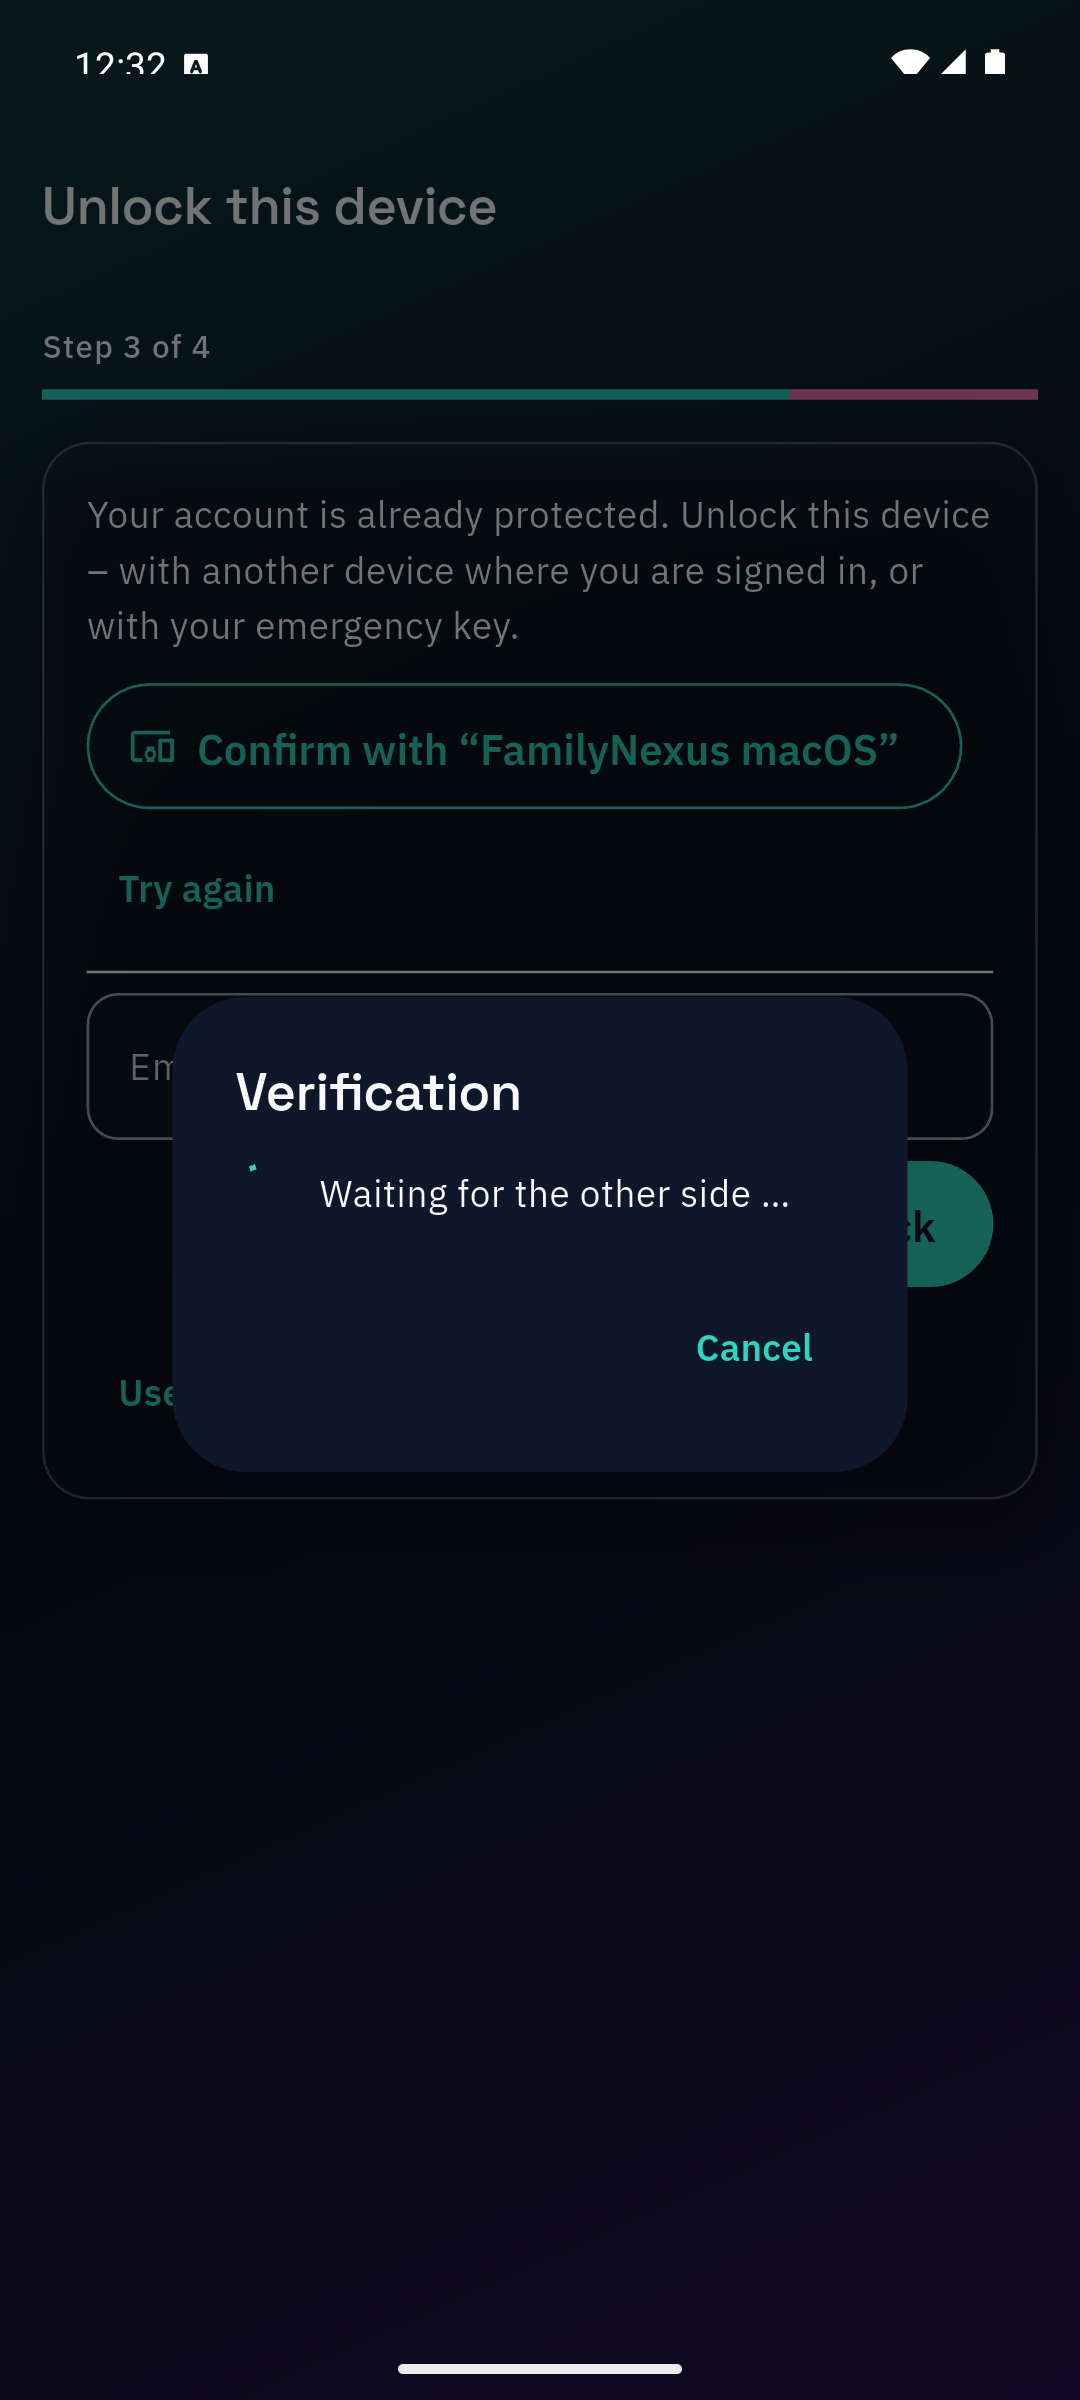 12:32
Unlock this device
Step 3 of 4
Your account is already protected. Unlock this device
– with another device where you are signed in, or
with your emergency key.
Confirm with “FamilyNexus macOS”
Try again
Verification
Waiting for the other side ...
Cancel